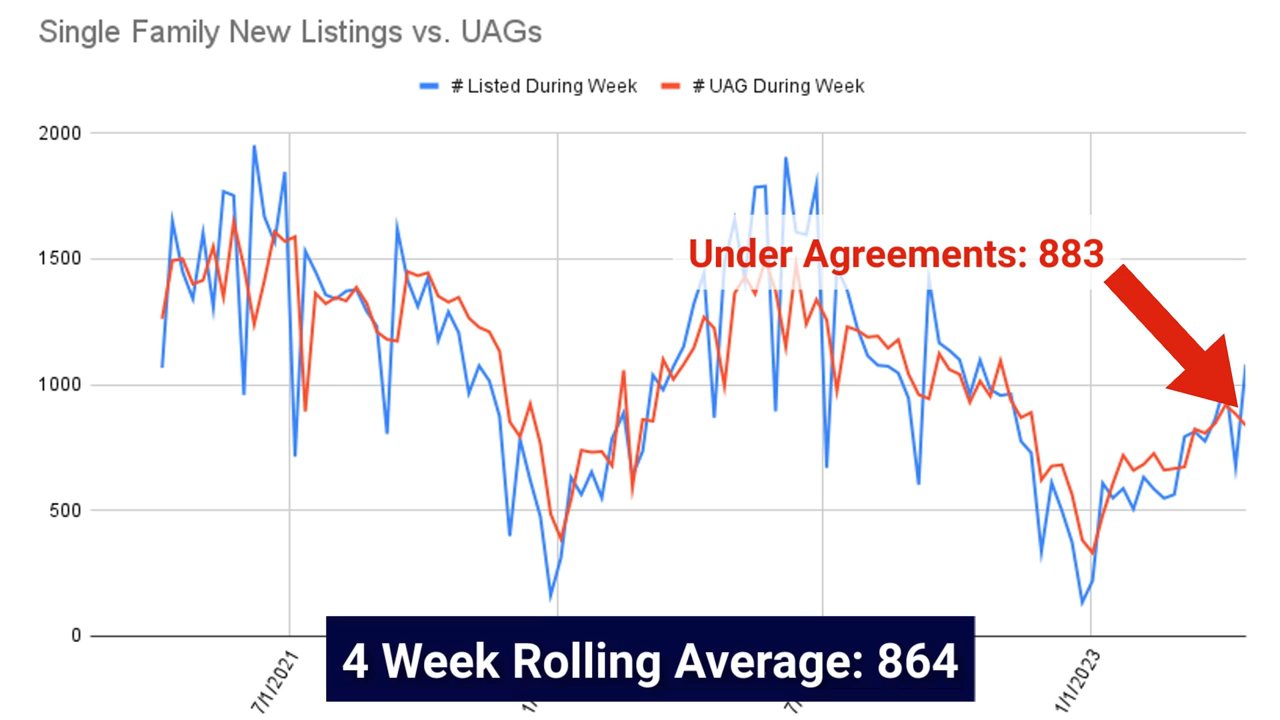 Single Family New Listings vs. UAGs
# Listed During Week
# UAG During Week
2000
1500
1000
500
0
Under Agreements: 883
7/1/2021
1/1/2023
4 Week Rolling Average: 864